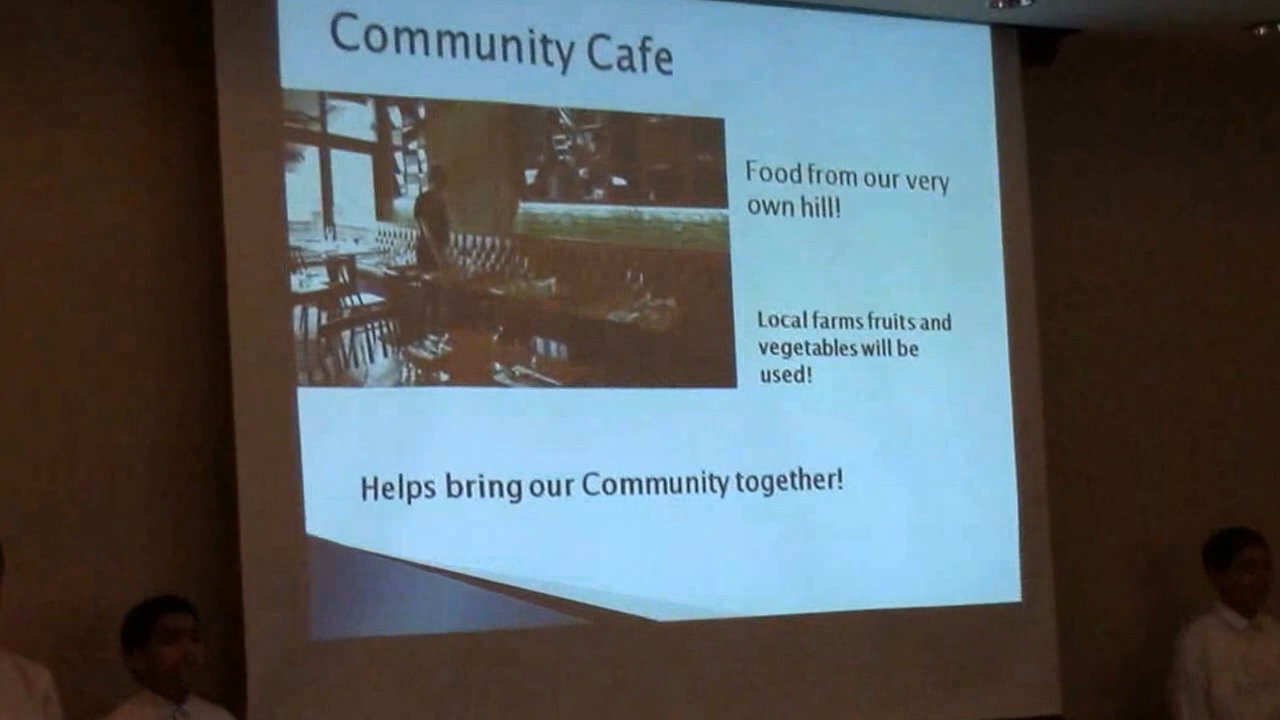 Community Cafe
Food from our very
own hill!
Local farms fruits and
vegetables will be
used!
Helps bring our Community together!